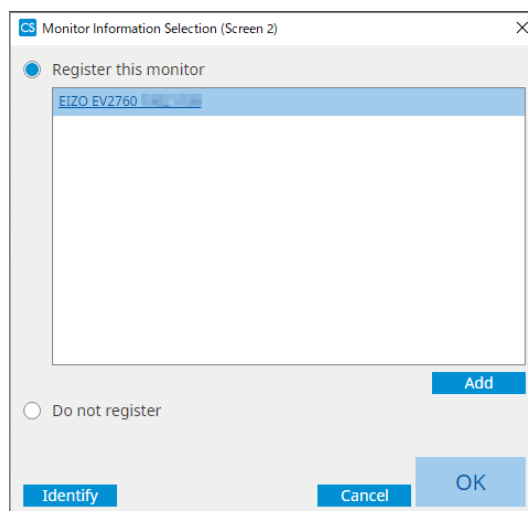 CS Monitor Information Selection (Screen 2)
Register this monitor
EIZO EV2760
Add
Do not register
Identify
Cancel
OK